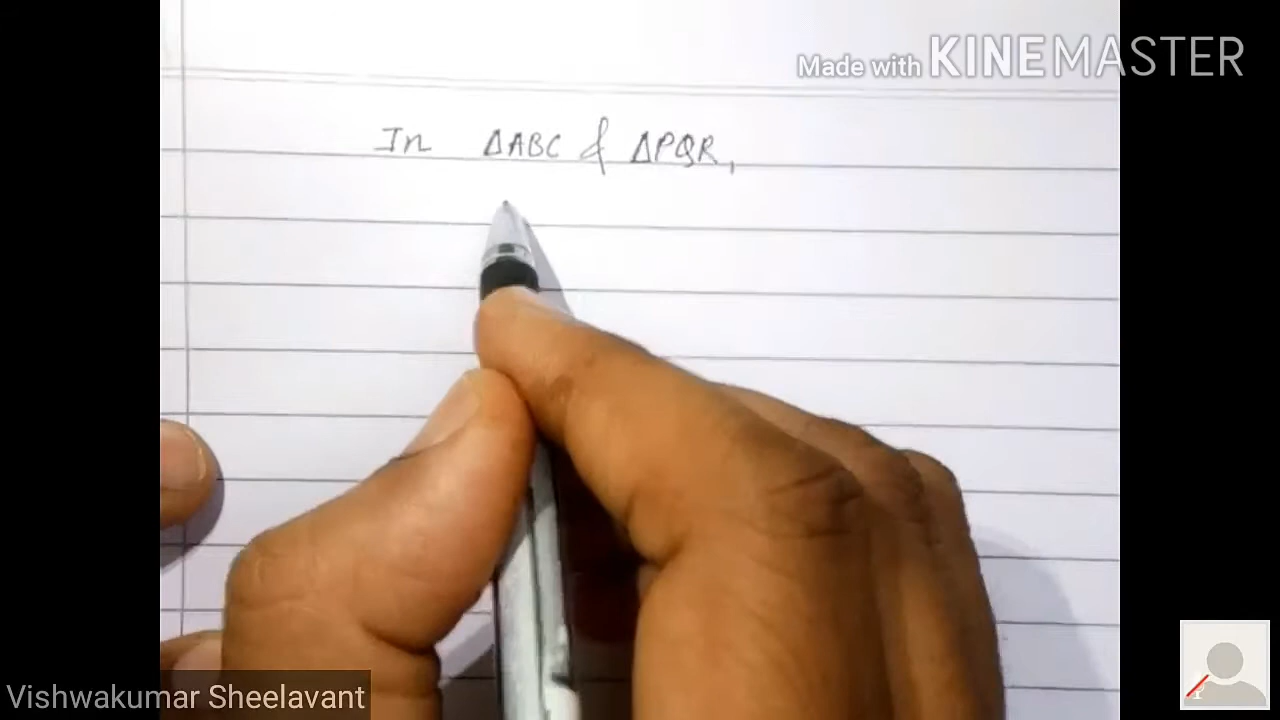 Made with KINEMASTER
In ΔABC & ΔPQR,
Vishwakumar Sheelavant